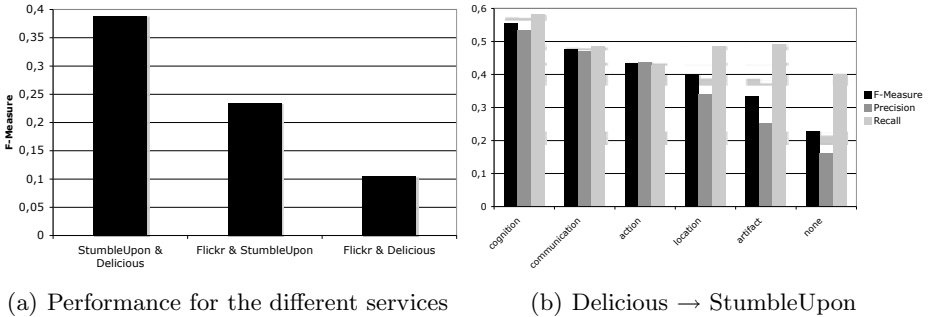 0,4
0,35
0,3
0,25
0,2
0,15
0,1
0,05
0
F-Measure
StumbleUpon &
Delicious
Flickr & StumbleUpon
Flickr & Delicious
(a) Performance for the different services
0,6
0,5
0,4
0,3
0,2
0,1
0
cognition
communication
action
location
artifact
none
F-Measure
Precision
Recall
(b) Delicious → StumbleUpon